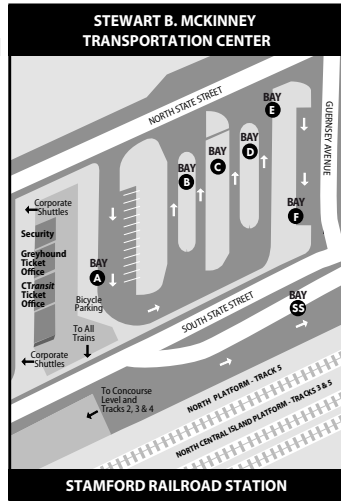 STEWART B. MCKINNEY
TRANSPORTATION CENTER
NORTH STATE STREET
GUERNSEY AVENUE
BAY
E
BAY
D
BAY
C
BAY
B
BAY
F
BAY
A
Corporate
Shuttles
Security
Greyhound
Ticket
Office
CTransit
Ticket
Office
Bicycle
Parking
To All
Trains
Corporate
Shuttles
SOUTH STATE STREET
BAY
SS
To Concourse
Level and
Tracks 2, 3 & 4
NORTH PLATFORM - TRACK 5
NORTH CENTRAL ISLAND PLATFORM - TRACKS 3 & 5
STAMFORD RAILROAD STATION